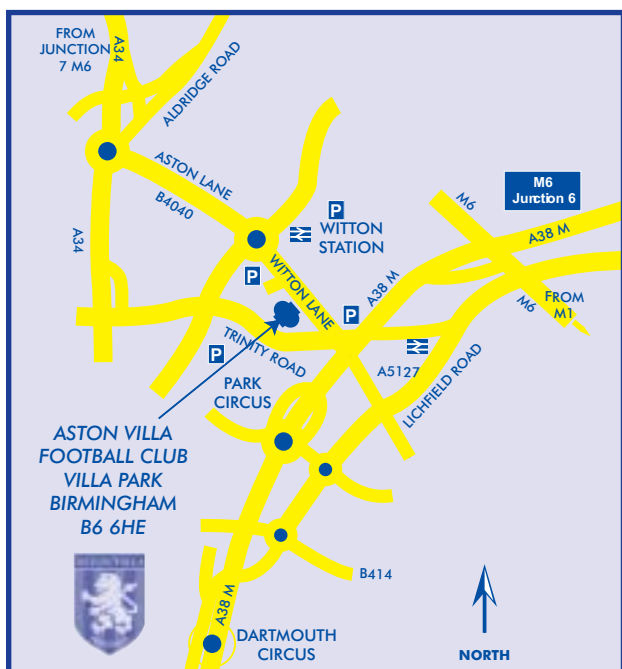 FROM
JUNCTION
7 M6
A34
ALDRIDGE ROAD
ASTON LANE
B4040
A34
P
WITTON
STATION
M6
Junction 6
M6
A38 M
P
WITTON LANE
A38 M
P
M6
FROM
M1
P
TRINITY ROAD
A5127
LICHFIELD ROAD
PARK
CIRCUS
ASTON VILLA
FOOTBALL CLUB
VILLA PARK
BIRMINGHAM
B6 6HE
B414
A38 M
DARTMOUTH
CIRCUS
NORTH